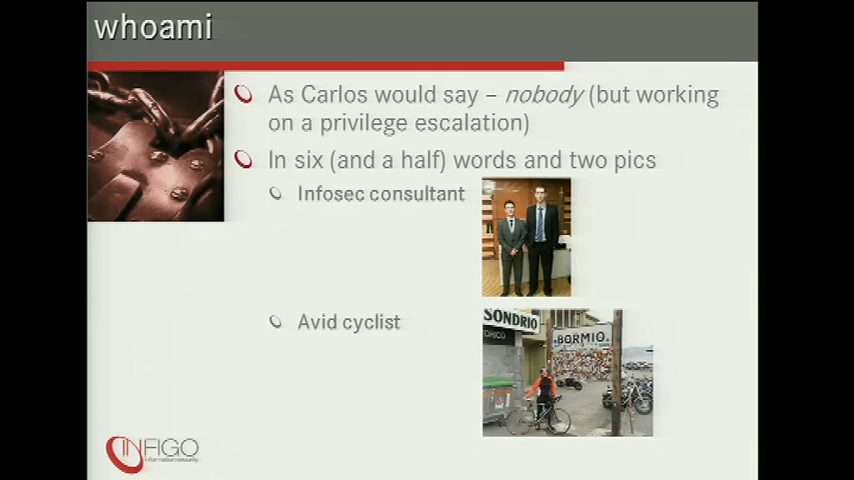 whoami
As Carlos would say – nobody (but working
on a privilege escalation)
In six (and a half) words and two pics
Infosec consultant
Avid cyclist
SONDRIO
BORMIO
INFIGO
information security